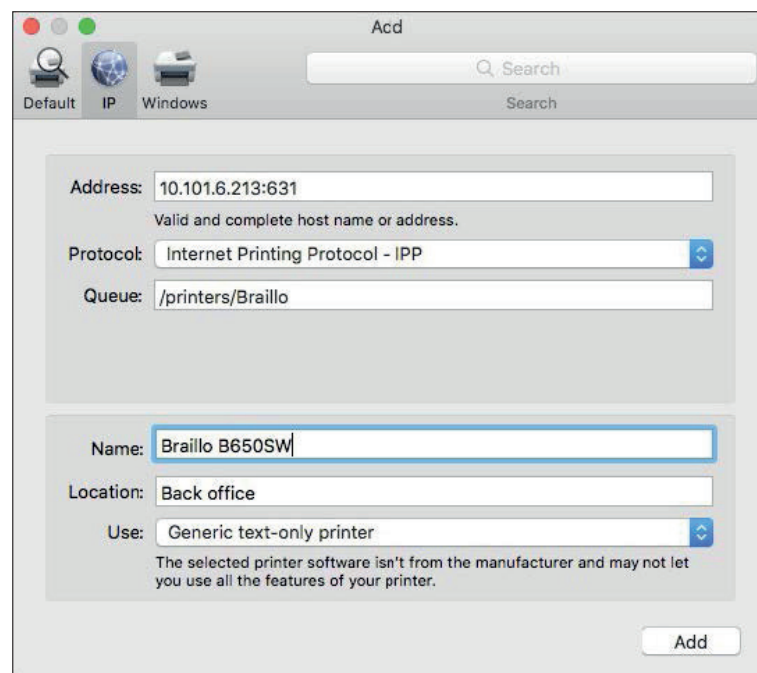 Add
Default IP Windows
Search
Search
Address: 10.101.6.213:631
Valid and complete host name or address.
Protocol: Internet Printing Protocol - IPP
Queue: /printers/Braillo
Name: Braillo B650SW
Location: Back office
Use: Generic text-only printer
The selected printer software isn't from the manufacturer and may not let
you use all the features of your printer.
Add